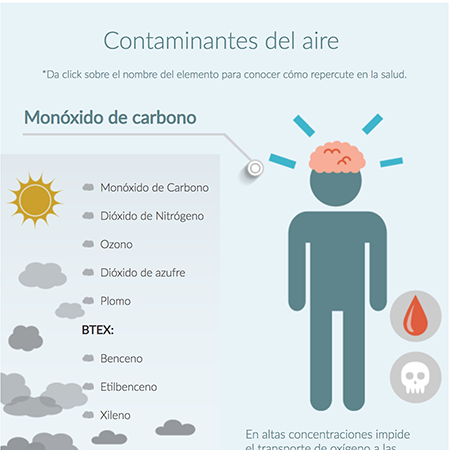 Contaminantes del aire
*Da click sobre el nombre del elemento para conocer cómo repercute en la salud.
Monóxido de carbono
Monóxido de Carbono
Dióxido de Nitrógeno
Ozono
Dióxido de azufre
Plomo
BTEX:
Benceno
Etilbenceno
Xileno
En altas concentraciones impide
el transporte de oxígeno a las